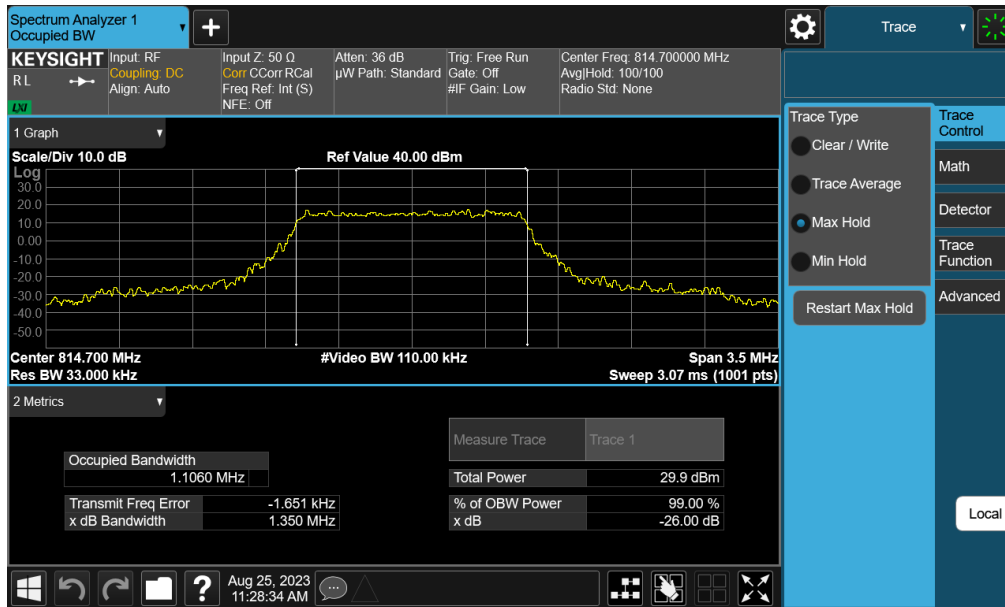 Spectrum Analyzer 1
Occupied BW
+
Trace
KEYSIGHT
R L
LXI
Input: RF
Coupling: DC
Align: Auto
Input Z: 50 Ω
Corr CCorr RCal
Freq Ref: Int (S)
NFE: Off
Atten: 36 dB
µW Path: Standard
Trig: Free Run
Gate: Off
#IF Gain: Low
Center Freq: 814.700000 MHz
Avg|Hold: 100/100
Radio Std: None
1 Graph
Scale/Div 10.0 dB
Ref Value 40.00 dBm
Log
30.0
20.0
10.0
0.00
-10.0
-20.0
-30.0
-40.0
-50.0
Center 814.700 MHz
#Video BW 110.00 kHz
Span 3.5 MHz
Res BW 33.000 kHz
Sweep 3.07 ms (1001 pts)
2 Metrics
Measure Trace
Trace 1
Occupied Bandwidth
1.1060 MHz
Total Power
29.9 dBm
Transmit Freq Error
-1.651 kHz
% of OBW Power
99.00 %
x dB Bandwidth
1.350 MHz
x dB
-26.00 dB
Trace Type
Clear / Write
Trace Average
Max Hold
Min Hold
Restart Max Hold
Trace
Control
Math
Detector
Trace
Function
Advanced
Local
?
Aug 25, 2023
11:28:34 AM